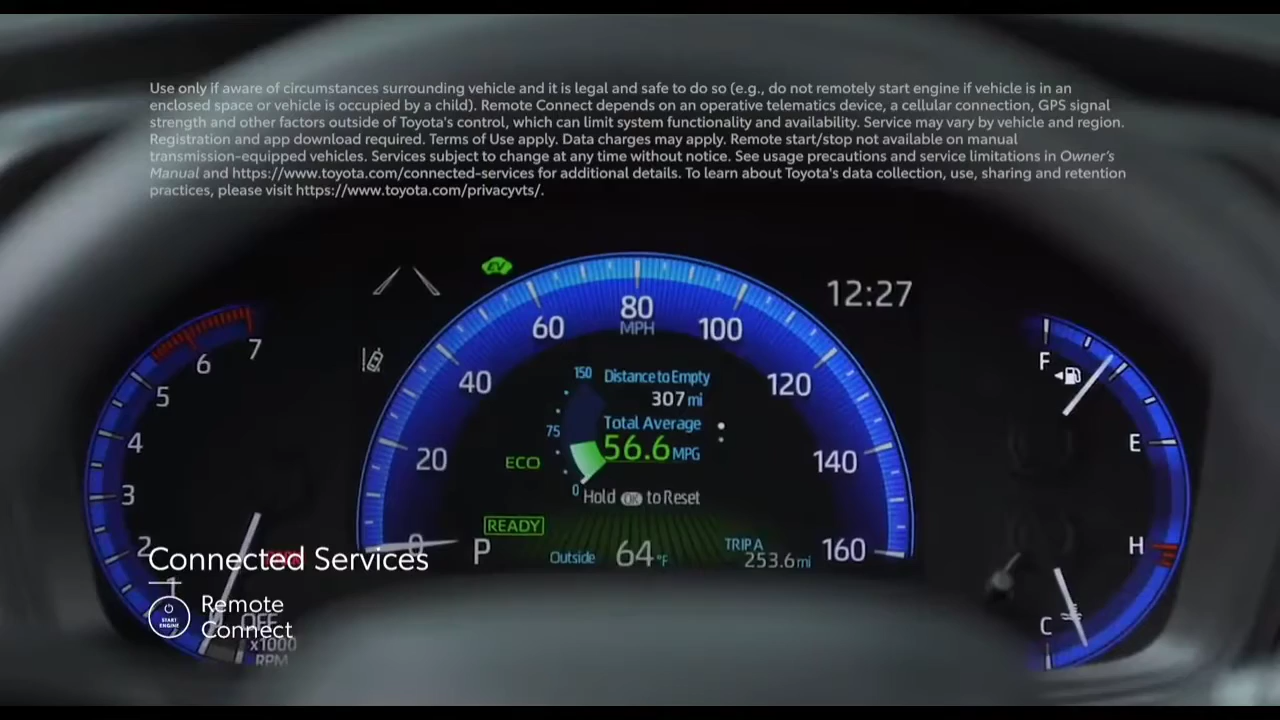 Use only if aware of circumstances surrounding vehicle and it is legal and safe to do so (e.g., do not remotely start engine if vehicle is in an
enclosed space or vehicle is occupied by a child). Remote Connect depends on an operative telematics device, a cellular connection, GPS signal
strength and other factors outside of Toyota's control, which can limit system functionality and availability. Service may vary by vehicle and region.
Registration and app download required. Terms of Use apply. Data charges may apply. Remote start/stop not available on manual
transmission-equipped vehicles. Services subject to change at any time without notice. See usage precautions and service limitations in Owner's
Manual and https://www.toyota.com/connected-services for additional details. To learn about Toyota's data collection, use, sharing and retention
practices, please visit https://www.toyota.com/privacyvts/.
EV
12:27
7
6
5
4
3
2
1
x1000
RPM
OFF
0
20
40
60
80
MPH
100
120
140
160
150
75
0
Distance to Empty
307 mi
Total Average
56.6 MPG
ECO
Hold OK to Reset
READY
P
Outside
64°F
TRIP A
253.6 mi
F
E
H
C
Connected Services
START
ENGINE
Remote
Connect